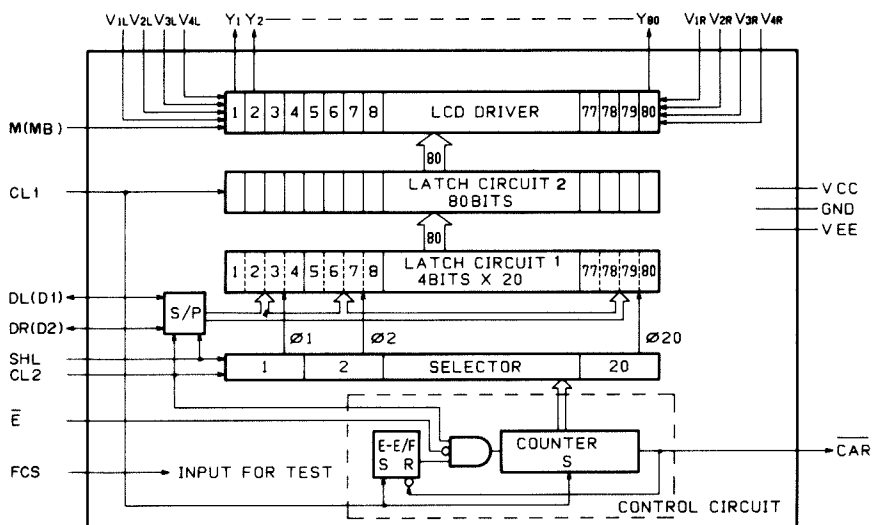 V1L V2L V3L V4L Y1 Y2 Y80 V1R V2R V3R V4R
M(MB)
1 2 3 4 5 6 7 8 LCD DRIVER 77 78 79 80
80
CL1
LATCH CIRCUIT 2
80BITS
VCC
GND
VEE
80
1 2 3 4 5 6 7 8 LATCH CIRCUIT 1 77 78 79 80
4BITS X 20
DL(D1)
S/P
DR(D2)
Ø1 Ø2 Ø20
SHL
CL2
1 2 SELECTOR 20
E̅
E-E/F
S R
COUNTER
S
C̅A̅R̅
FCS
INPUT FOR TEST
CONTROL CIRCUIT